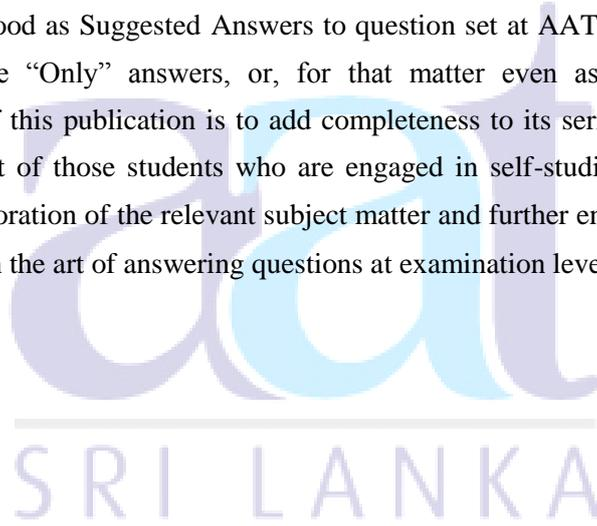 ood as Suggested Answers to question set at AAT
e “Only” answers, or, for that matter even as
f this publication is to add completeness to its seri
t of those students who are engaged in self-studi
oration of the relevant subject matter and further en
n the art of answering questions at examination leve
aat
SRI LANKA